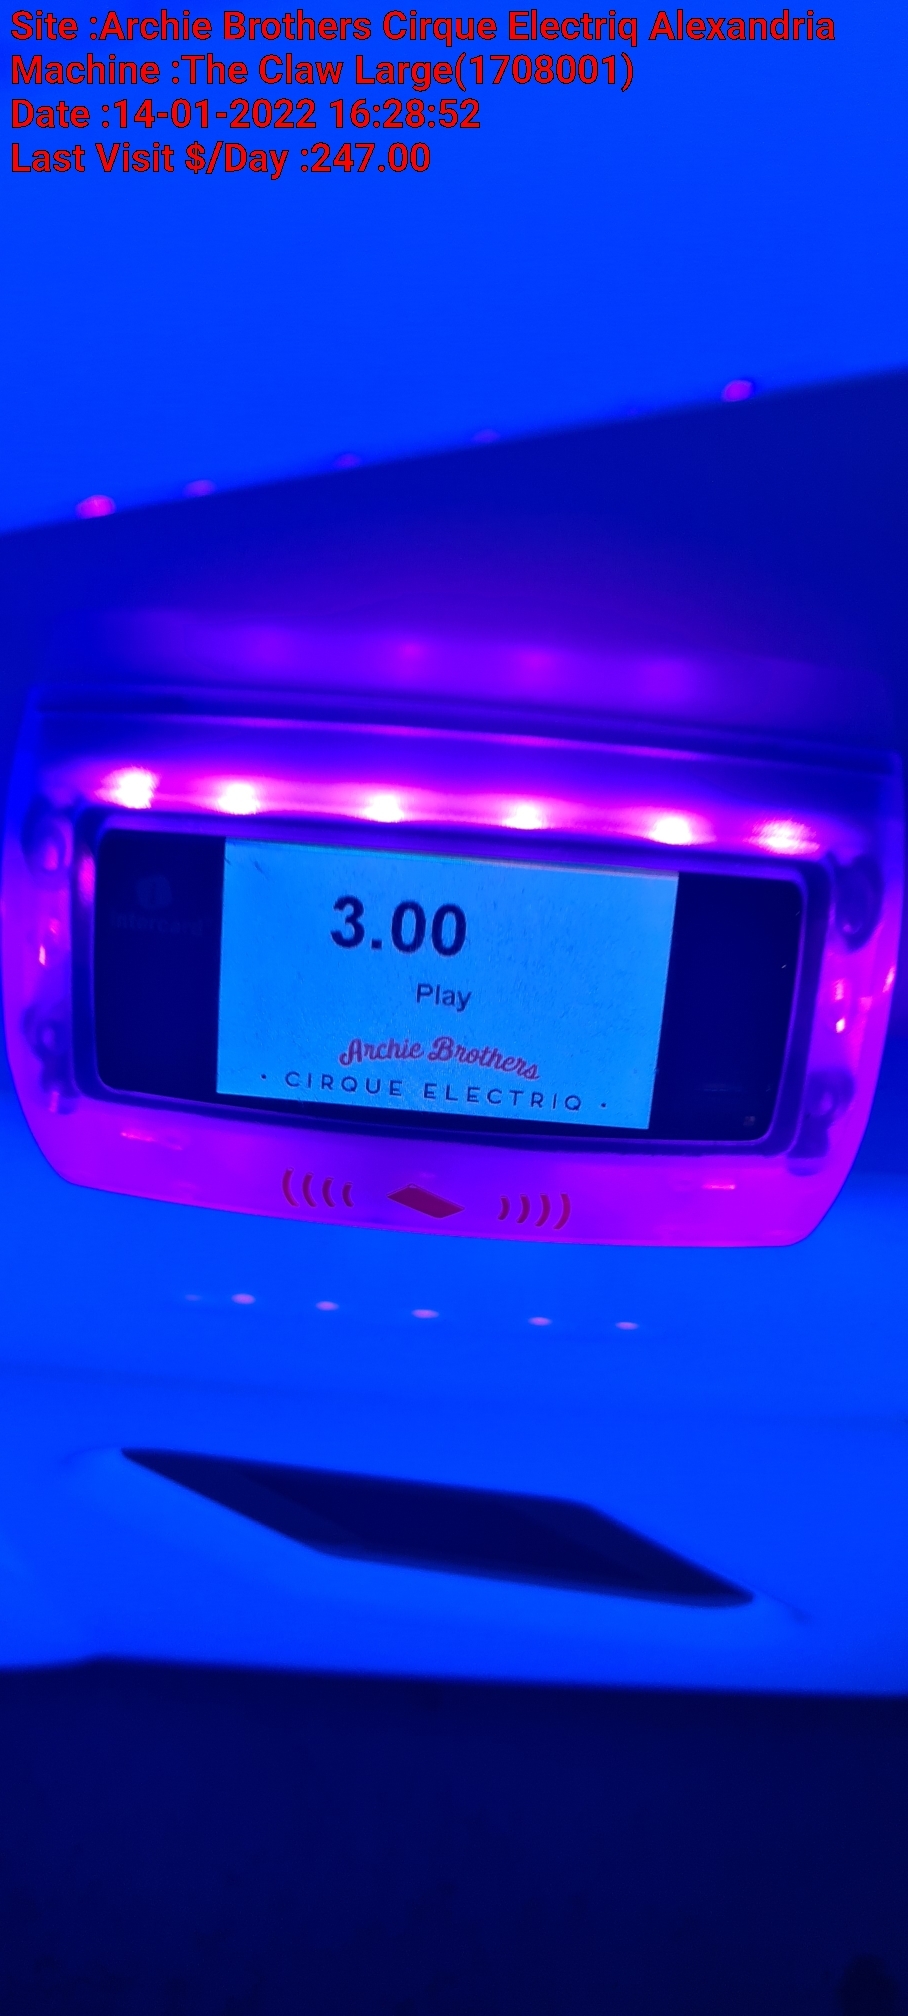 Site :Archie Brothers Cirque Electriq Alexandria
Machine :The Claw Large(1708001)
Date :14-01-2022 16:28:52
Last Visit $/Day :247.00
intercard
3.00
Play
Archie Brothers
· CIRQUE ELECTRIQ ·